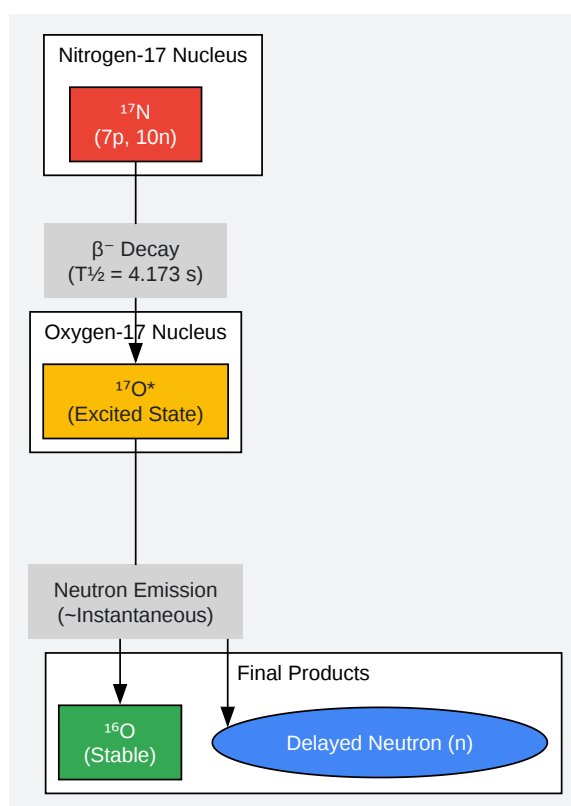 Nitrogen-17 Nucleus
¹⁷N
(7p, 10n)
β⁻ Decay
(T½ = 4.173 s)
Oxygen-17 Nucleus
¹⁷O*
(Excited State)
Neutron Emission
(~Instantaneous)
Final Products
¹⁶O
(Stable)
Delayed Neutron (n)